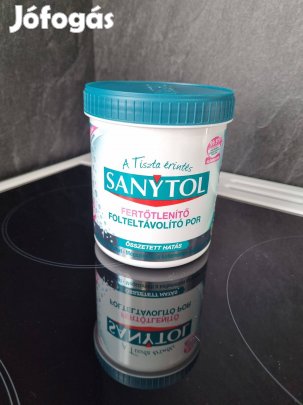 Jófogás
A Tiszta érintés
SANYTOL
FERTŐTLENÍTŐ
FOLTELTÁVOLÍTÓ POR
ÖSSZETETT HATÁS